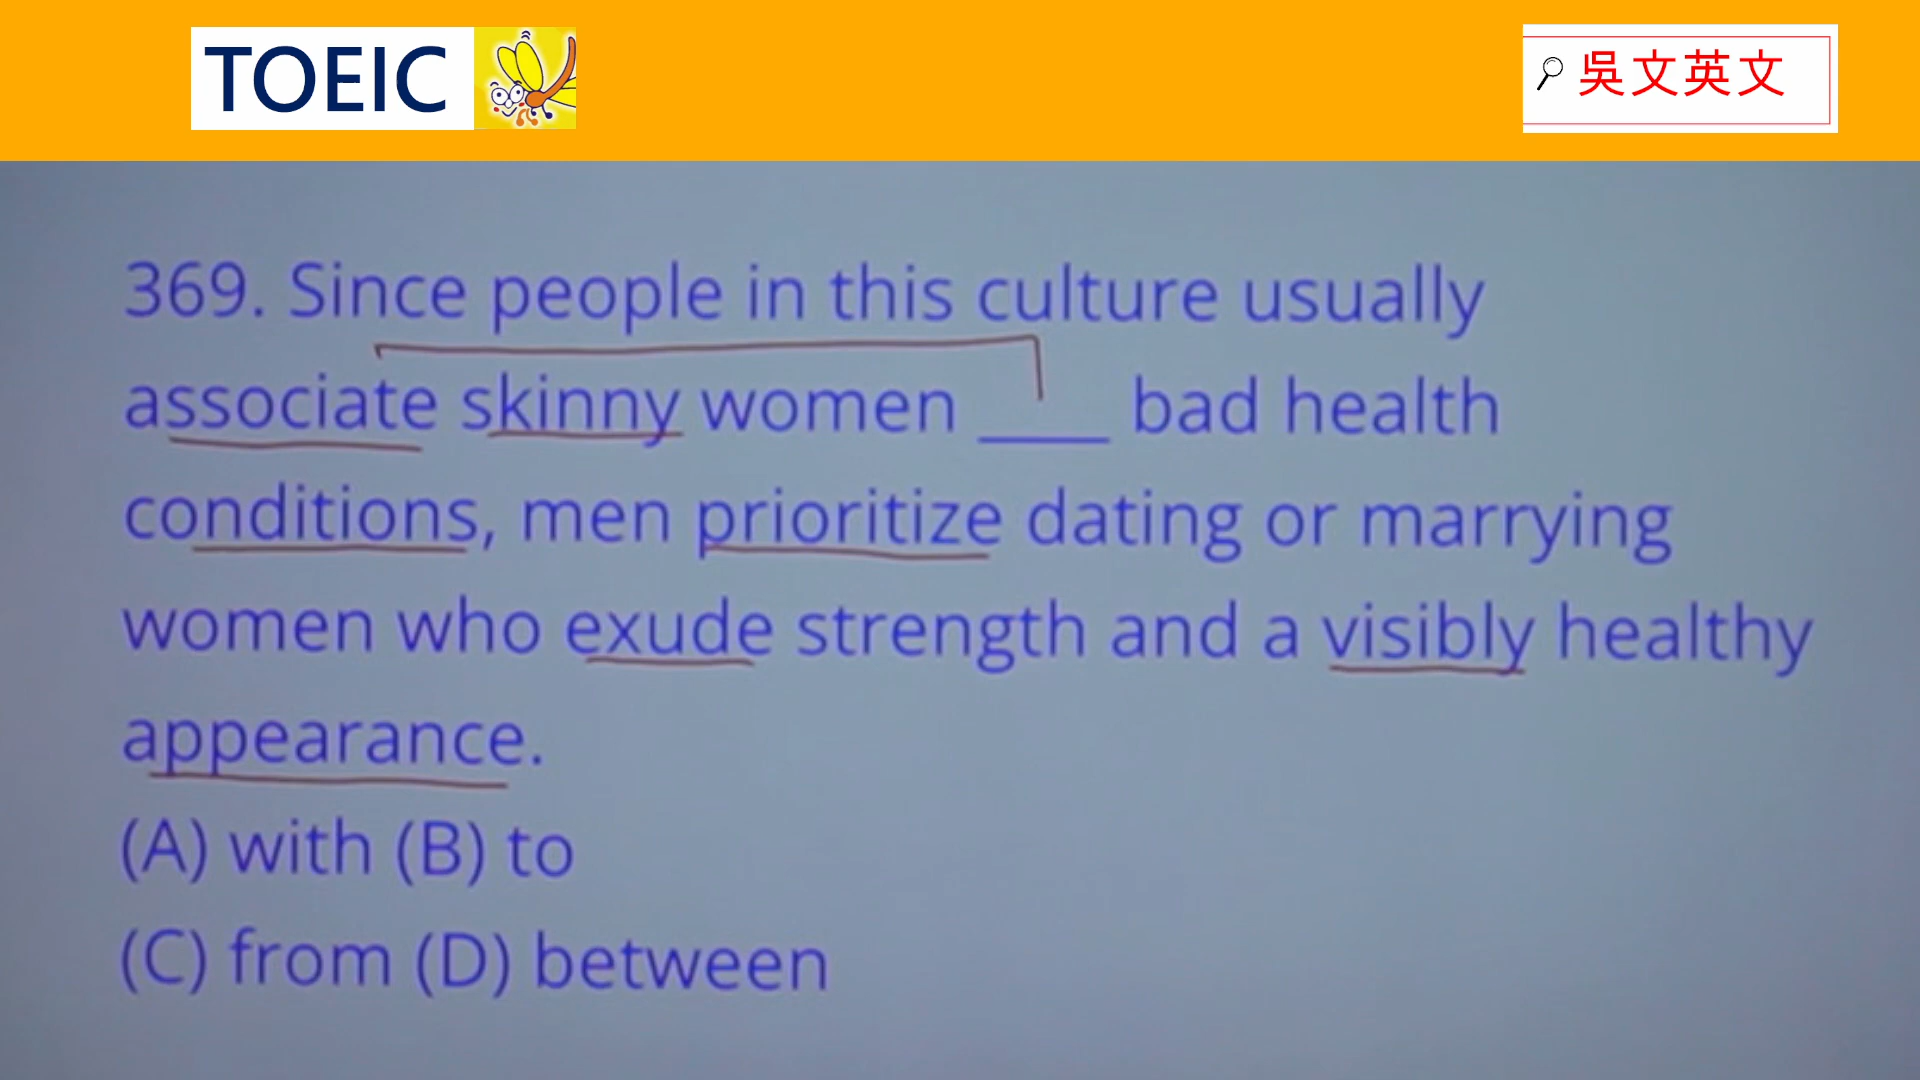 TOEIC
吳文英文
369. Since people in this culture usually
associate skinny women ____ bad health
conditions, men prioritize dating or marrying
women who exude strength and a visibly healthy
appearance.
(A) with (B) to
(C) from (D) between